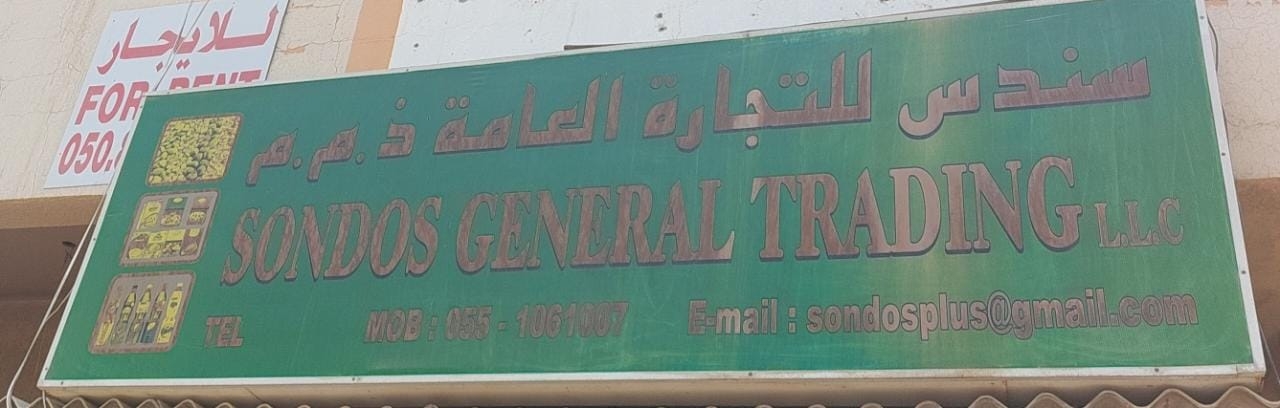 للايجار
FOR RENT
050.
سندس للتجارة العامة ذ.م.م
SONDOS GENERAL TRADING L.L.C
TEL MOB : 055 - 1061007 E-mail : sondosplus@gmail.com